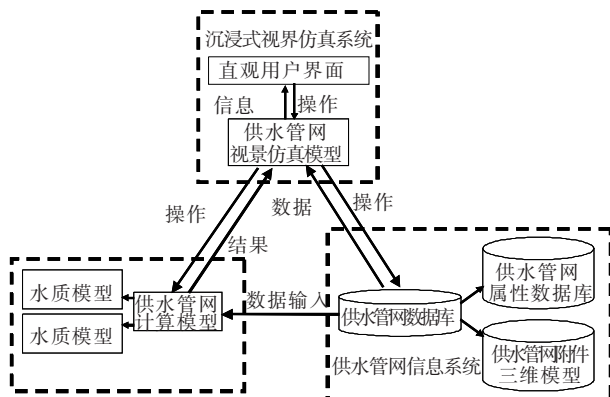 沉浸式视界仿真系统
直观用户界面
信息
操作
供水管网
视景仿真模型
操作
数据
操作
结果
水质模型
水质模型
供水管网
计算模型
数据输入
供水管网数据库
供水管网
属性数据库
供水管网附件
三维模型
供水管网信息系统